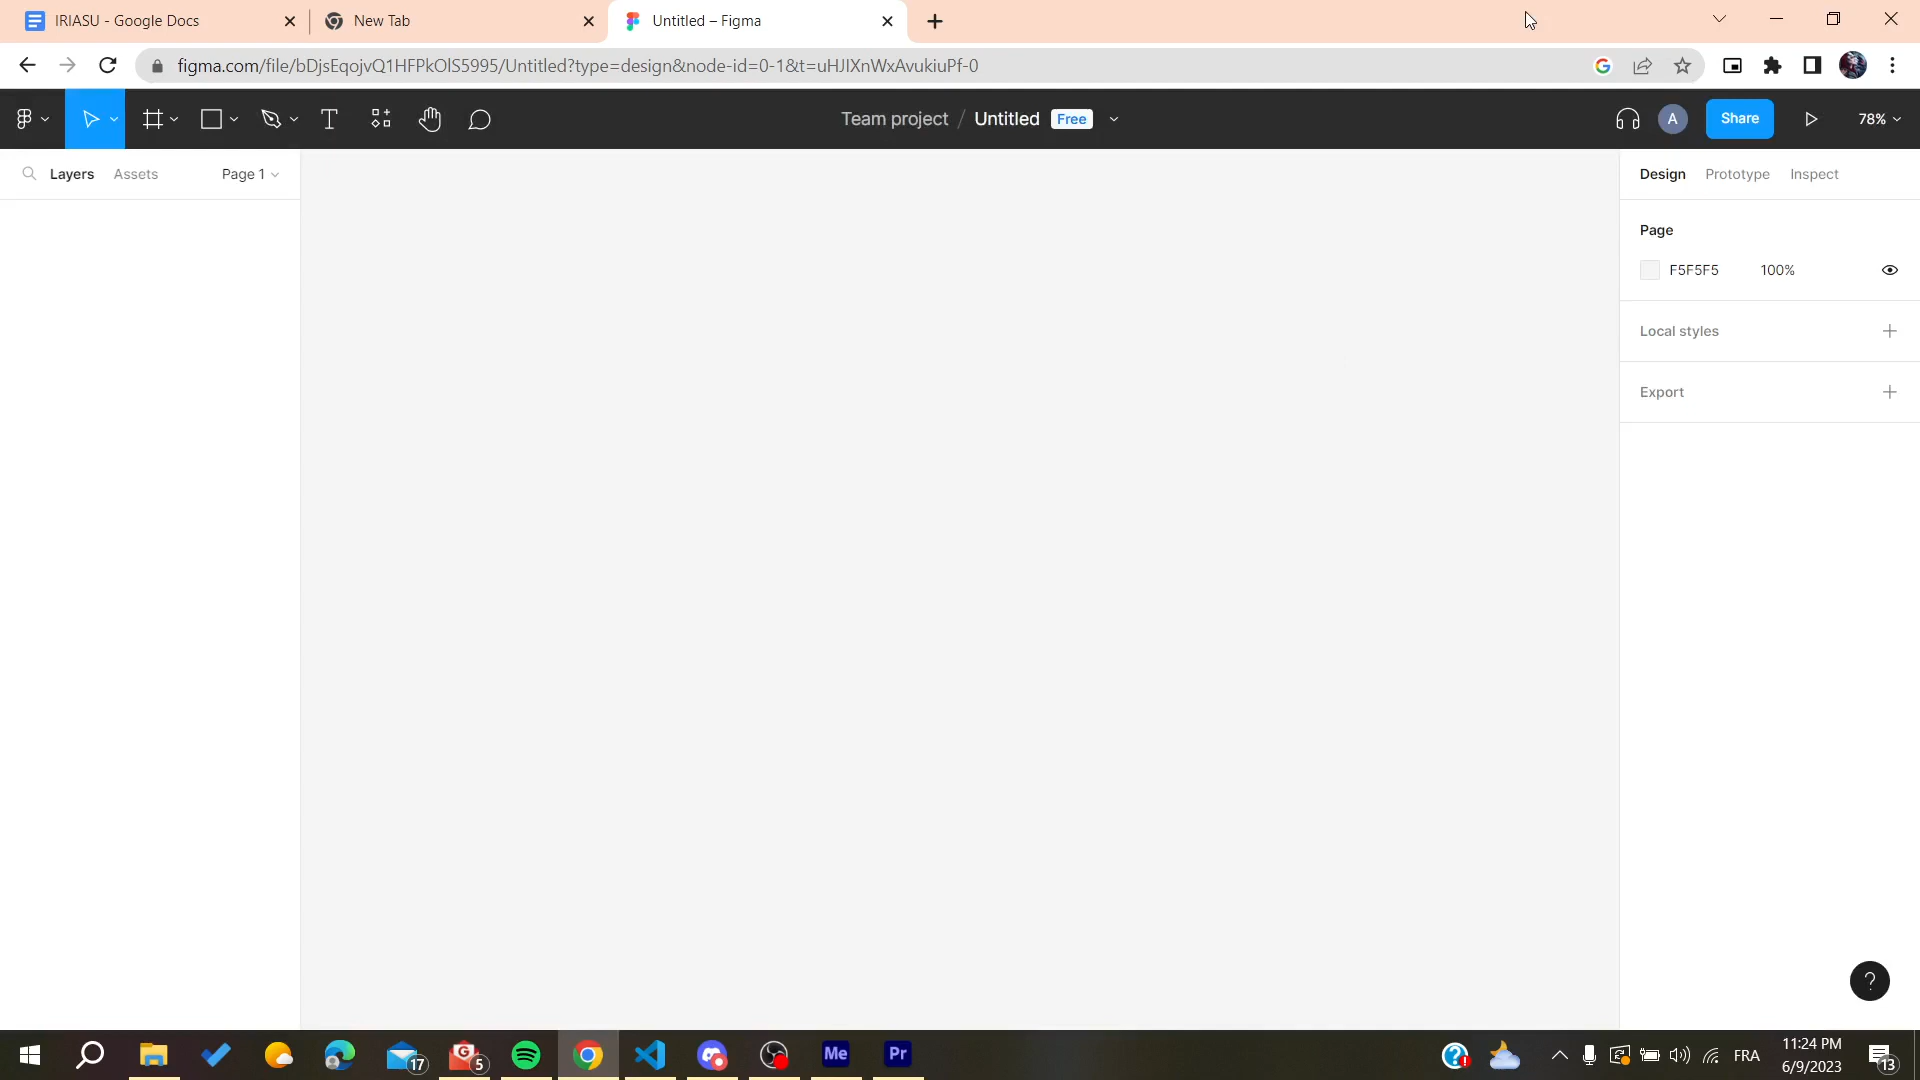 IRIASU - Google Docs
New Tab
Untitled – Figma
figma.com/file/bDjsEqojvQ1HFPkOlS5995/Untitled?type=design&node-id=0-1&t=uHJIXnWxAvukiuPf-0
Team project / Untitled Free
A
Share
78%
Layers
Assets
Page 1
Design
Prototype
Inspect
Page
F5F5F5
100%
Local styles
Export
?
17
G
5
Me
Pr
?
FRA
11:24 PM
6/9/2023
13